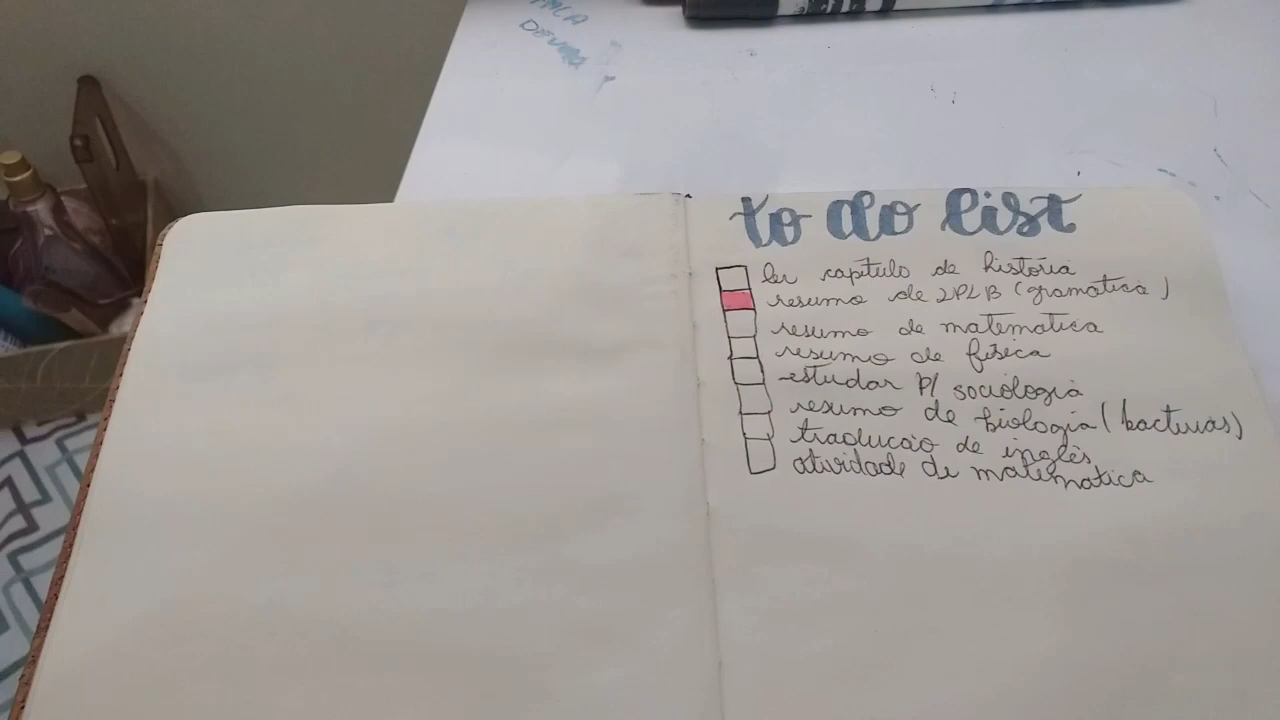 to do list
ler capítulo de história
resumo de LPLB (gramática)
resumo de matemática
resumo de física
estudar p/ sociologia
resumo de biologia (bactérias)
tradução de inglês
atividade de matemática